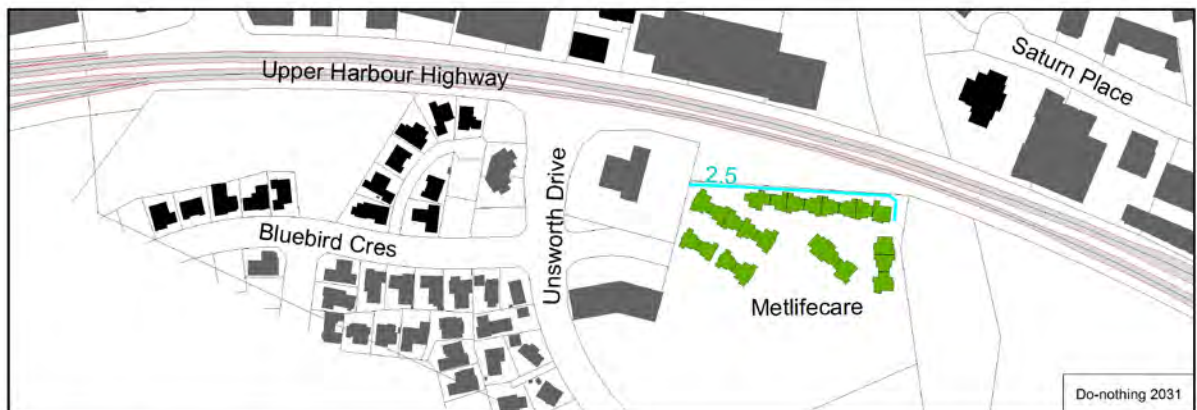 Upper Harbour Highway
Saturn Place
2.5
Unsworth Drive
Bluebird Cres
Metlifecare
Do-nothing 2031